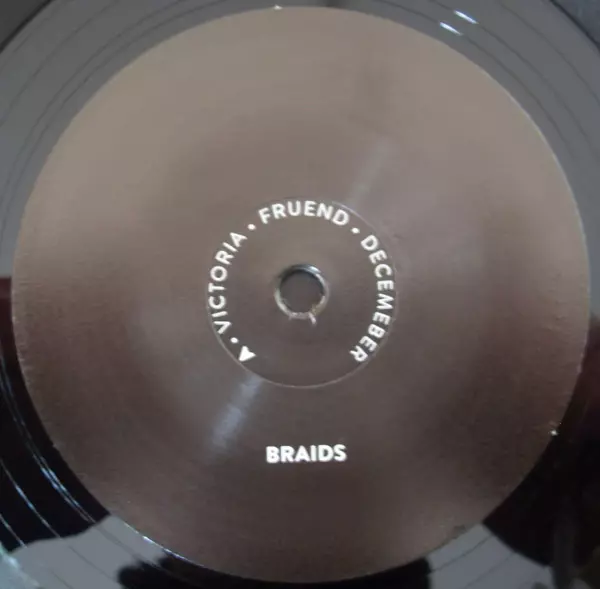 A • VICTORIA • FRUEND • DECEMEBER
BRAIDS